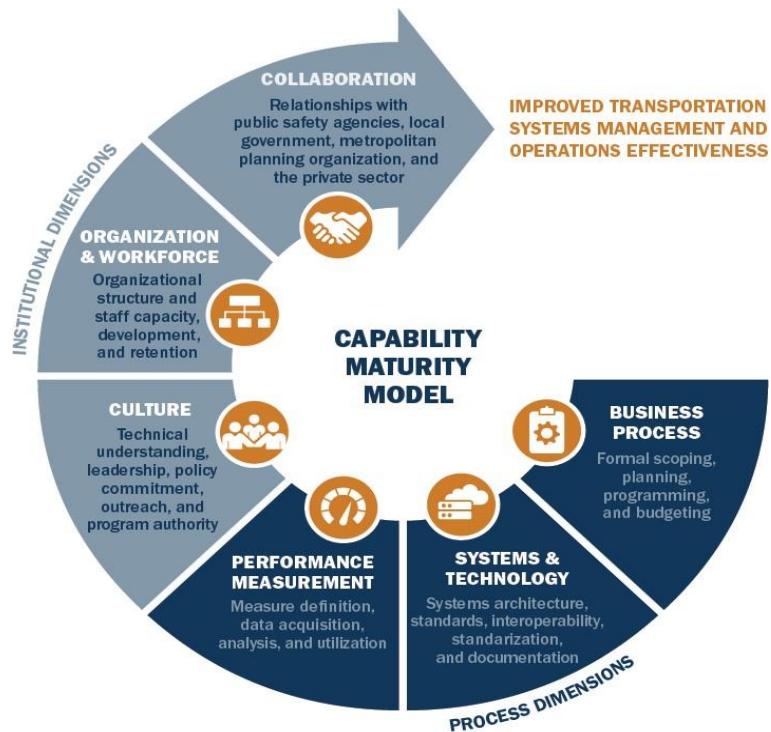 COLLABORATION
Relationships with
public safety agencies, local
government, metropolitan
planning organization, and
the private sector
IMPROVED TRANSPORTATION
SYSTEMS MANAGEMENT AND
OPERATIONS EFFECTIVENESS
INSTITUTIONAL DIMENSIONS
ORGANIZATION
& WORKFORCE
Organizational
structure and
staff capacity,
development,
and retention
CAPABILITY
MATURITY
MODEL
CULTURE
Technical
understanding,
leadership, policy
commitment,
outreach, and
program authority
BUSINESS
PROCESS
Formal scoping,
planning,
programming,
and budgeting
PERFORMANCE
MEASUREMENT
Measure definition,
data acquisition,
analysis, and utilization
SYSTEMS &
TECHNOLOGY
Systems architecture,
standards, interoperability,
standarization,
and documentation
PROCESS DIMENSIONS